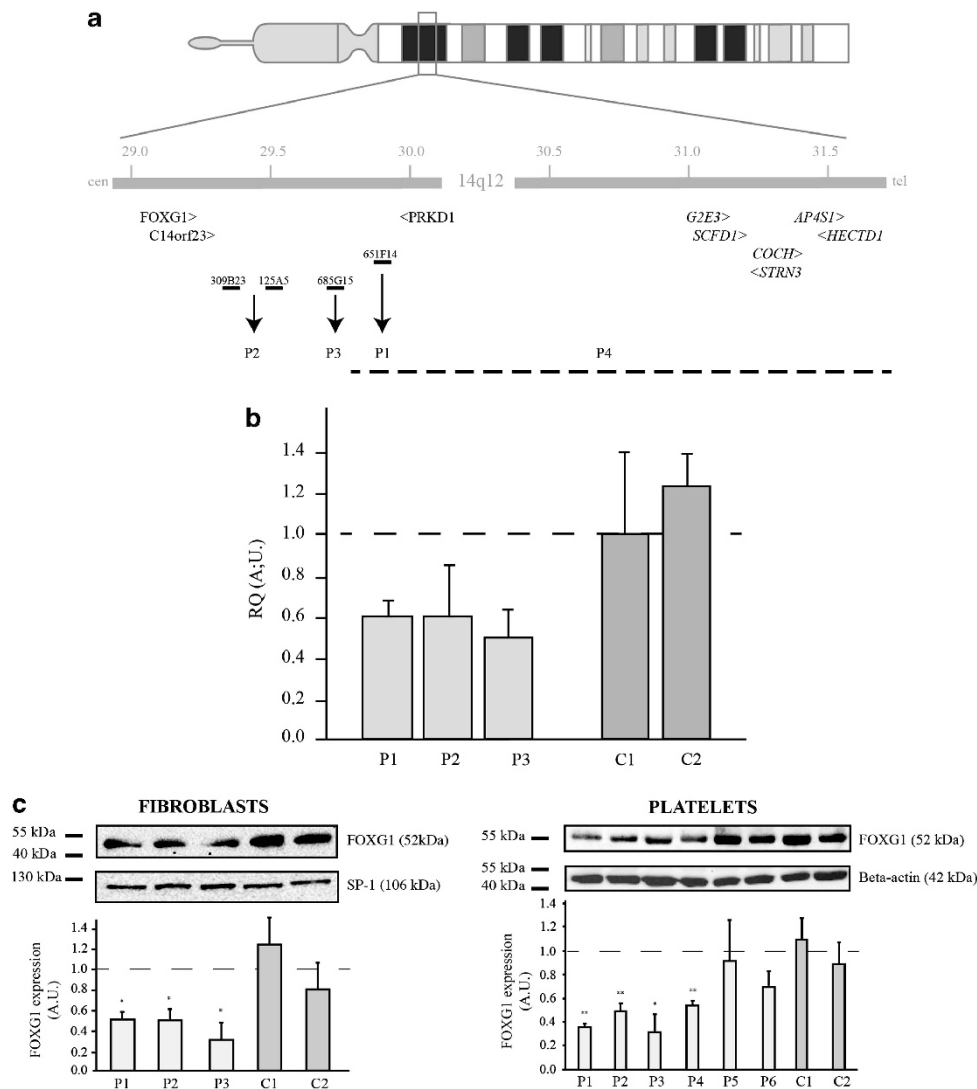 a
29.0 29.5 30.0 30.5 31.0 31.5
cen 14q12 tel
FOXG1> <PRKD1 G2E3> AP4S1>
C14orf23> SCFD1> <HECTD1
COCH>
<STRN3
651F14
309B23 125A5 685G15
P2 P3 P1 P4
b
RQ (A;U.)
1.4
1.2
1.0
0.8
0.6
0.4
0.2
0.0
P1 P2 P3 C1 C2
c
FIBROBLASTS
55 kDa
40 kDa
FOXG1 (52kDa)
130 kDa
SP-1 (106 kDa)
FOXG1 expression
(A.U.)
1.4
1.2
1.0
0.8
0.6
0.4
0.2
0.0
* * *
P1 P2 P3 C1 C2
PLATELETS
55 kDa
FOXG1 (52 kDa)
55 kDa
40 kDa
Beta-actin (42 kDa)
FOXG1 expression
(A.U.)
1.4
1.2
1.0
0.8
0.6
0.4
0.2
0.0
** ** * **
P1 P2 P3 P4 P5 P6 C1 C2